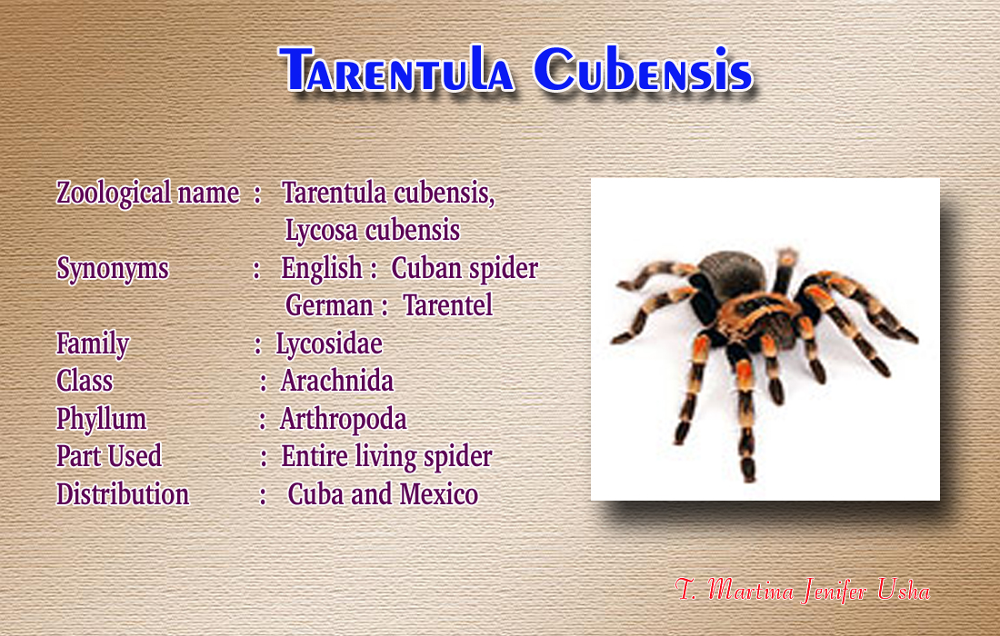 Tarentula Cubensis
Zoological name : Tarentula cubensis,
Lycosa cubensis
Synonyms : English : Cuban spider
German : Tarentel
Family : Lycosidae
Class : Arachnida
Phyllum : Arthropoda
Part Used : Entire living spider
Distribution : Cuba and Mexico
T. Martina Jenifer Usha